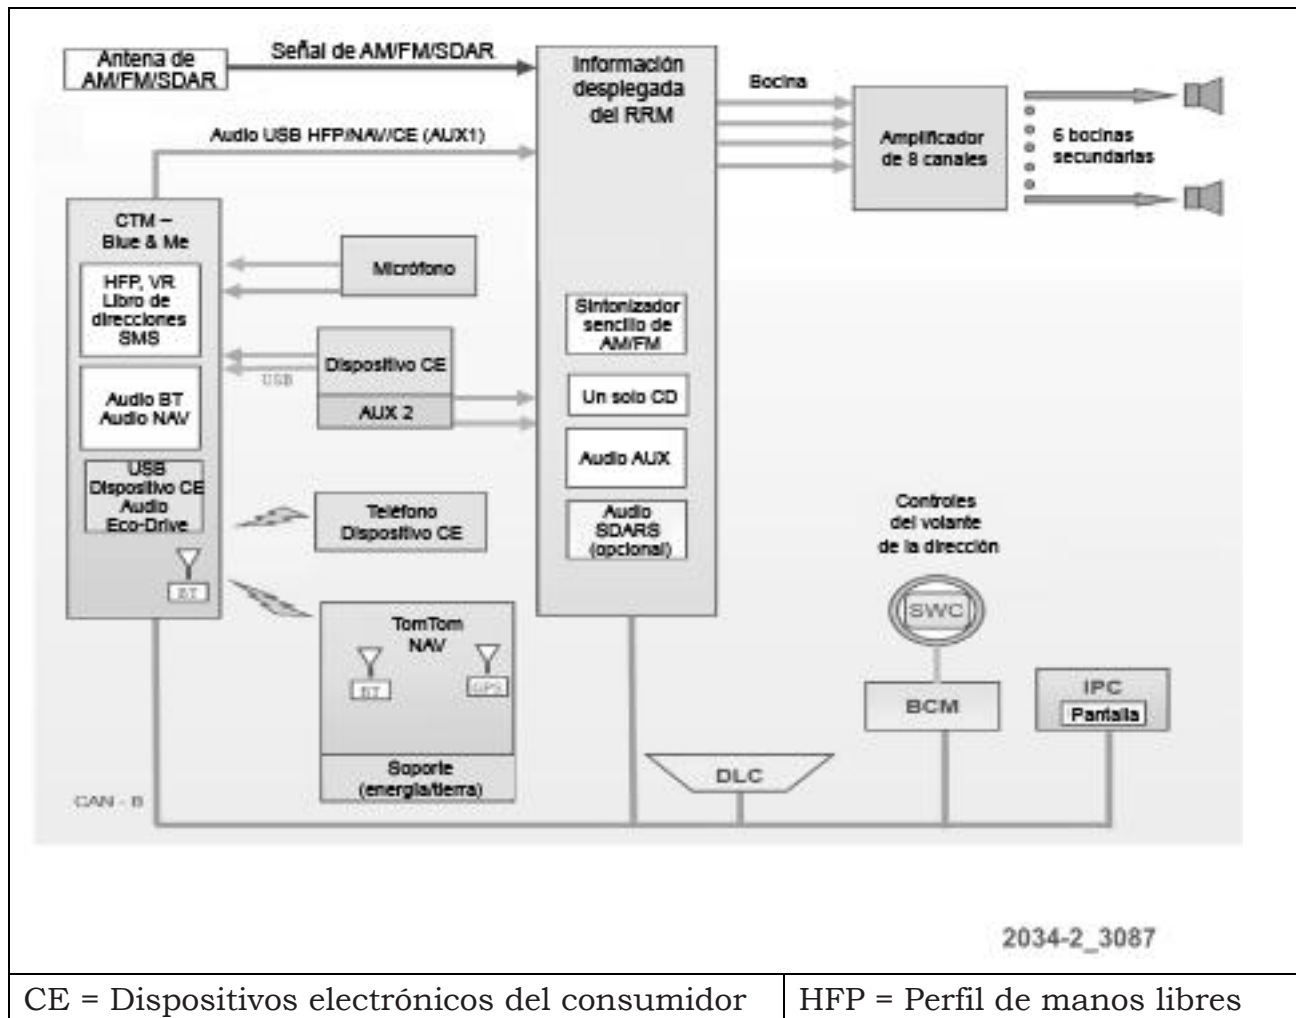 Antena de
AM/FM/SDAR
Señal de AM/FM/SDAR
Información
desplegada
del RRM
Bocina
Amplificador
de 8 canales
6 bocinas
secundarias
Audio USB HFP/NAV/CE (AUX1)
CTM –
Blue & Me
HFP, VR
Libro de
direcciones
SMS
Audio BT
Audio NAV
USB
Dispositivo CE
Audio
Eco-Drive
BT
Micrófono
Dispositivo CE
USB
AUX 2
Teléfono
Dispositivo CE
TomTom
NAV
BT
GPS
Soporte
(energía/tierra)
Sintonizador
sencillo de
AM/FM
Un solo CD
Audio AUX
Audio
SDARS
(opcional)
Controles
del volante
de la dirección
SWC
BCM
IPC
Pantalla
DLC
CAN - B
2034-2_3087
CE = Dispositivos electrónicos del consumidor
HFP = Perfil de manos libres